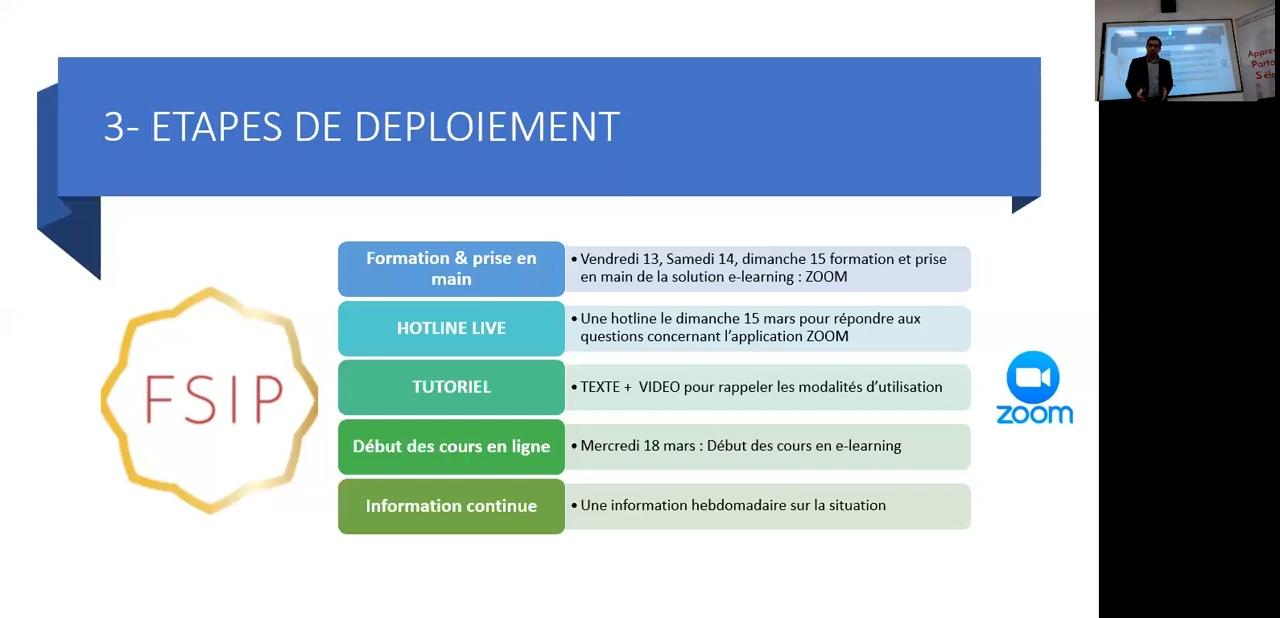 3- ETAPES DE DEPLOIEMENT
Formation & prise en
main
• Vendredi 13, Samedi 14, dimanche 15 formation et prise
en main de la solution e-learning : ZOOM
HOTLINE LIVE
• Une hotline le dimanche 15 mars pour répondre aux
questions concernant l’application ZOOM
TUTORIEL
• TEXTE + VIDEO pour rappeler les modalités d’utilisation
Début des cours en ligne
• Mercredi 18 mars : Début des cours en e-learning
Information continue
• Une information hebdomadaire sur la situation
FSIP
zoom